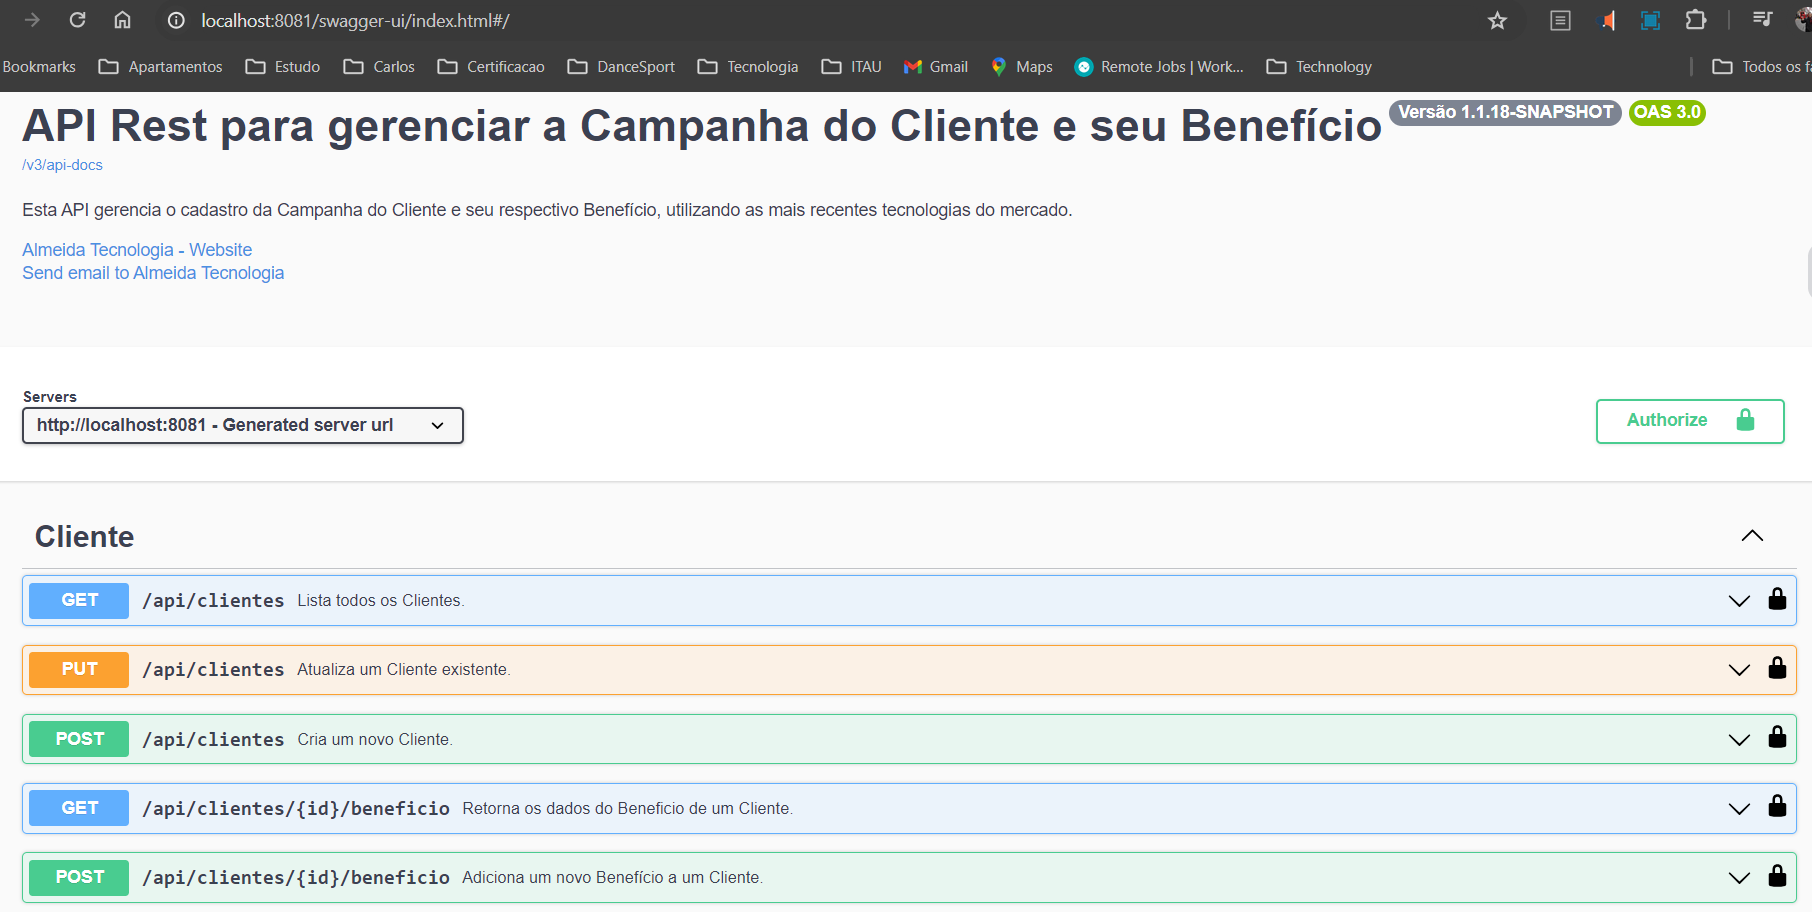 localhost:8081/swagger-ui/index.html#/
Bookmarks Apartamentos Estudo Carlos Certificacao DanceSport Tecnologia ITAU Gmail Maps Remote Jobs | Work... Technology Todos os fa
API Rest para gerenciar a Campanha do Cliente e seu Benefício Versão 1.1.18-SNAPSHOT OAS 3.0
/v3/api-docs
Esta API gerencia o cadastro da Campanha do Cliente e seu respectivo Benefício, utilizando as mais recentes tecnologias do mercado.
Almeida Tecnologia - Website
Send email to Almeida Tecnologia
Servers
http://localhost:8081 - Generated server url
Authorize
Cliente
GET /api/clientes Lista todos os Clientes.
PUT /api/clientes Atualiza um Cliente existente.
POST /api/clientes Cria um novo Cliente.
GET /api/clientes/{id}/beneficio Retorna os dados do Beneficio de um Cliente.
POST /api/clientes/{id}/beneficio Adiciona um novo Benefício a um Cliente.